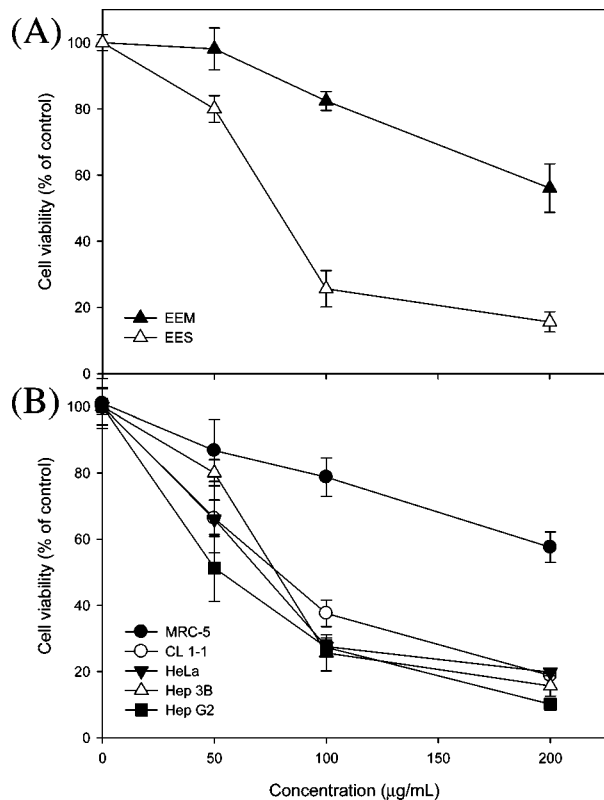 (A)
Cell viability (% of control)
100
80
60
40
20
0
EEM
EES
(B)
Cell viability (% of control)
100
80
60
40
20
0
MRC-5
CL 1-1
HeLa
Hep 3B
Hep G2
0 50 100 150 200
Concentration (μg/mL)